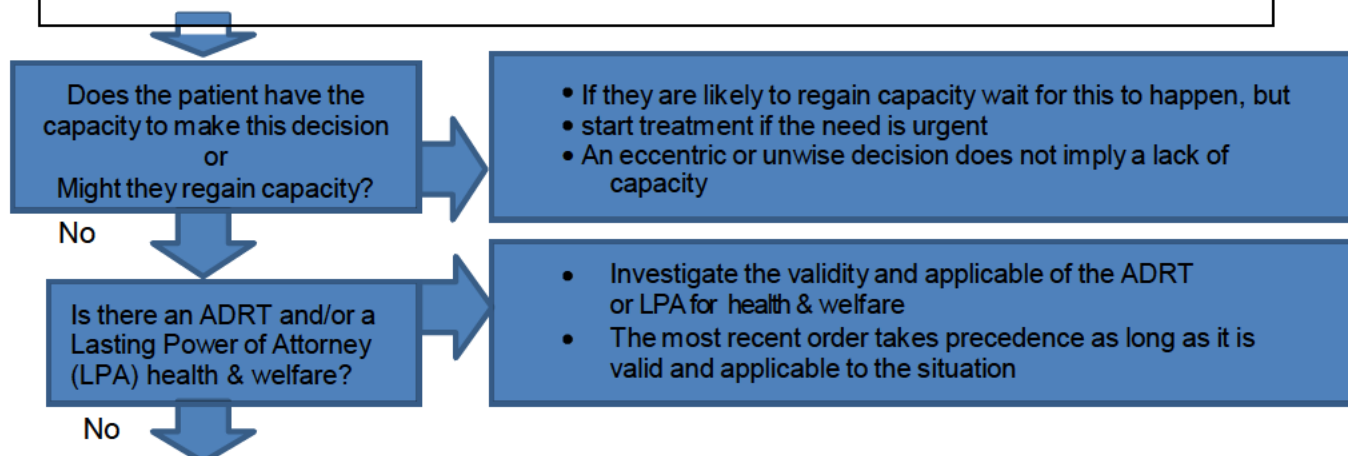 Does the patient have the
capacity to make this decision
or
Might they regain capacity?
• If they are likely to regain capacity wait for this to happen, but
• start treatment if the need is urgent
• An eccentric or unwise decision does not imply a lack of
capacity
No
Is there an ADRT and/or a
Lasting Power of Attorney
(LPA) health & welfare?
• Investigate the validity and applicable of the ADRT
or LPA for health & welfare
• The most recent order takes precedence as long as it is
valid and applicable to the situation
No